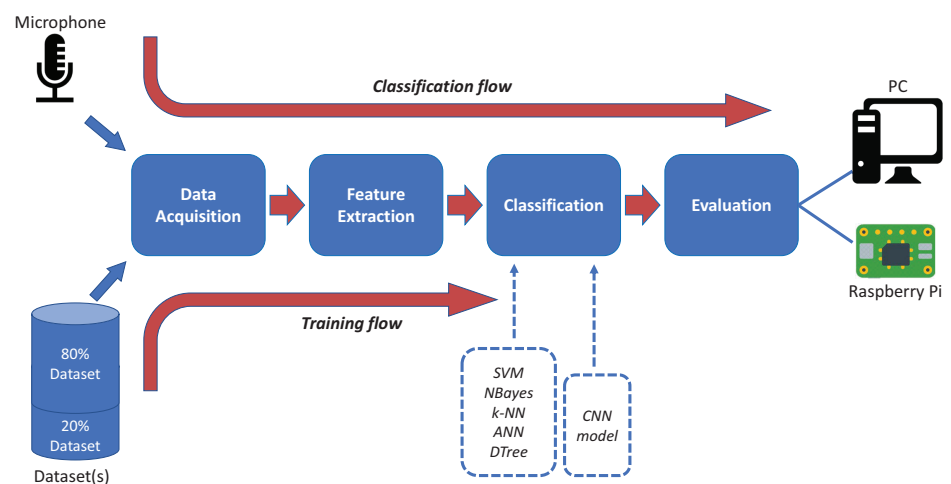 Microphone
Classification flow
PC
Data
Acquisition
Feature
Extraction
Classification
Evaluation
Raspberry Pi
Training flow
80%
Dataset
20%
Dataset
Dataset(s)
SVM
NBayes
k-NN
ANN
DTree
CNN
model